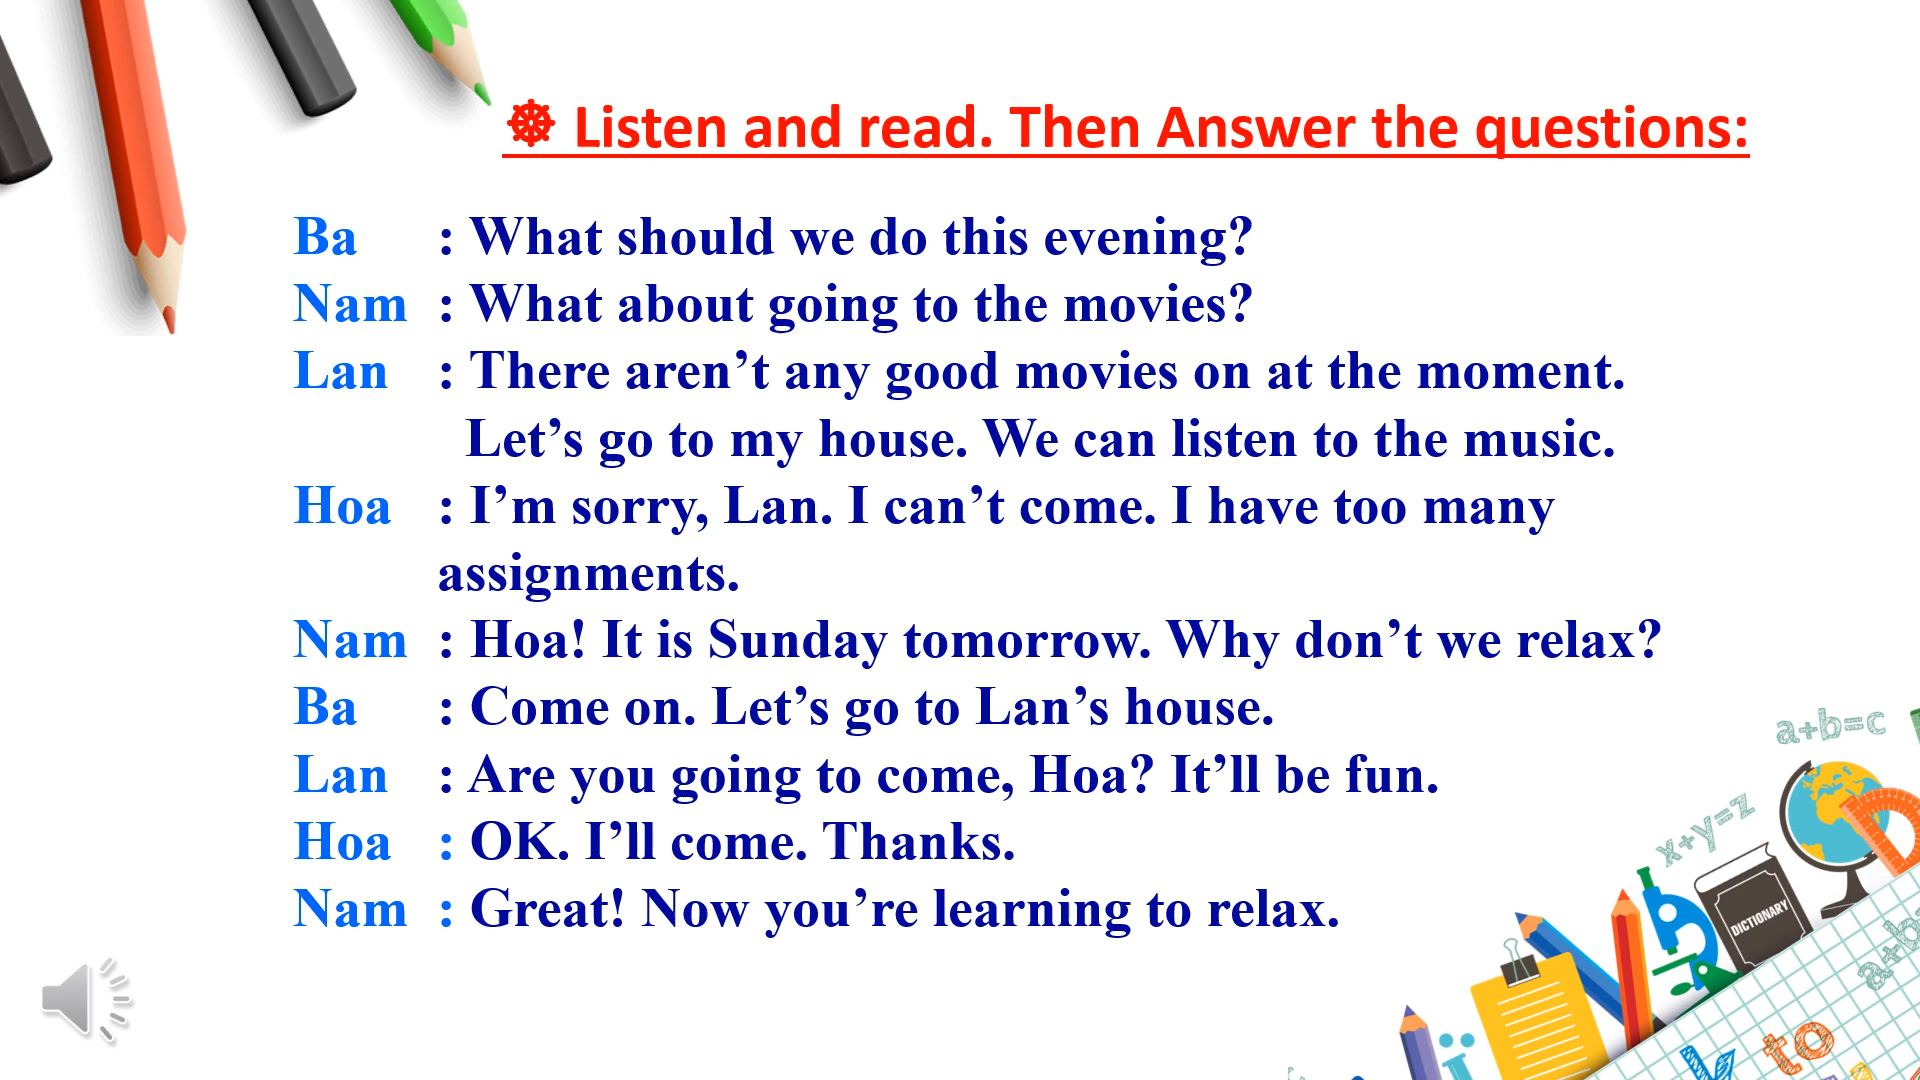 ☸ Listen and read. Then Answer the questions:
Ba : What should we do this evening?
Nam : What about going to the movies?
Lan : There aren’t any good movies on at the moment.
Let’s go to my house. We can listen to the music.
Hoa : I’m sorry, Lan. I can’t come. I have too many
assignments.
Nam : Hoa! It is Sunday tomorrow. Why don’t we relax?
Ba : Come on. Let’s go to Lan’s house.
Lan : Are you going to come, Hoa? It’ll be fun.
Hoa : OK. I’ll come. Thanks.
Nam : Great! Now you’re learning to relax.
a+b=c
x+y=z
DICTIONARY
to